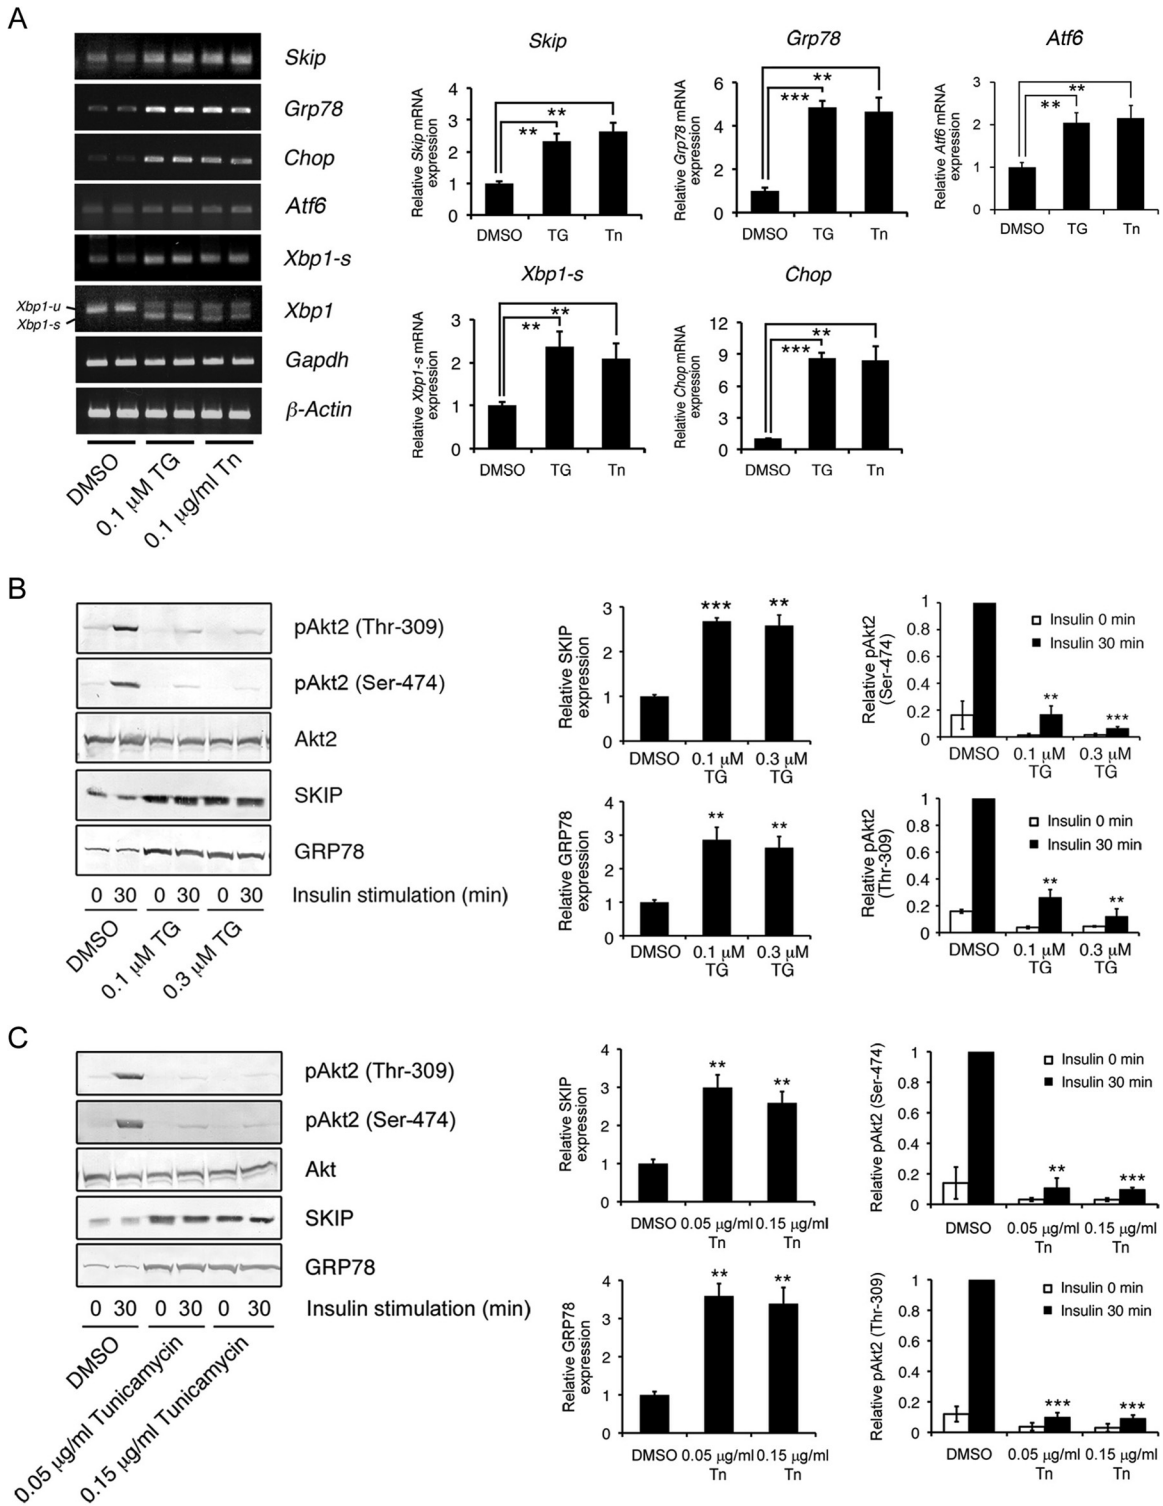 A
Skip
Grp78
Chop
Atf6
Xbp1-s
Xbp1-u
Xbp1-s
Xbp1
Gapdh
β-Actin
DMSO
0.1 μM TG
0.1 μg/ml Tn
Skip
Relative Skip mRNA
expression
4
3
2
1
0
**
**
DMSO TG Tn
Grp78
Relative Grp78 mRNA
expression
6
4
2
0
**
***
DMSO TG Tn
Atf6
Relative Atf6 mRNA
expression
3
2
1
0
**
**
DMSO TG Tn
Xbp1-s
Relative Xbp1-s mRNA
expression
3
2
1
0
**
**
DMSO TG Tn
Chop
Relative Chop mRNA
expression
12
9
6
3
0
**
***
DMSO TG Tn
B
pAkt2 (Thr-309)
pAkt2 (Ser-474)
Akt2
SKIP
GRP78
0 30 0 30 0 30 Insulin stimulation (min)
DMSO
0.1 μM TG
0.3 μM TG
Relative SKIP
expression
3
2
1
0
*** **
DMSO 0.1 μM 0.3 μM
TG TG
Relative GRP78
expression
4
3
2
1
0
** **
DMSO 0.1 μM 0.3 μM
TG TG
Relative pAkt2
(Ser-474)
1
0.8
0.6
0.4
0.2
0
Insulin 0 min
Insulin 30 min
** ***
DMSO 0.1 μM 0.3 μM
TG TG
Relative pAkt2
(Thr-309)
1
0.8
0.6
0.4
0.2
0
Insulin 0 min
Insulin 30 min
** **
DMSO 0.1 μM 0.3 μM
TG TG
C
pAkt2 (Thr-309)
pAkt2 (Ser-474)
Akt
SKIP
GRP78
0 30 0 30 0 30 Insulin stimulation (min)
DMSO
0.05 μg/ml Tunicamycin
0.15 μg/ml Tunicamycin
Relative SKIP
expression
4
3
2
1
0
** **
DMSO 0.05 μg/ml 0.15 μg/ml
Tn Tn
Relative GRP78
expression
4
3
2
1
0
** **
DMSO 0.05 μg/ml 0.15 μg/ml
Tn Tn
Relative pAkt2 (Ser-474)
1
0.8
0.6
0.4
0.2
0
Insulin 0 min
Insulin 30 min
** ***
DMSO 0.05 μg/ml 0.15 μg/ml
Tn Tn
Relative pAkt2 (Thr-309)
1
0.8
0.6
0.4
0.2
0
Insulin 0 min
Insulin 30 min
*** ***
DMSO 0.05 μg/ml 0.15 μg/ml
Tn Tn